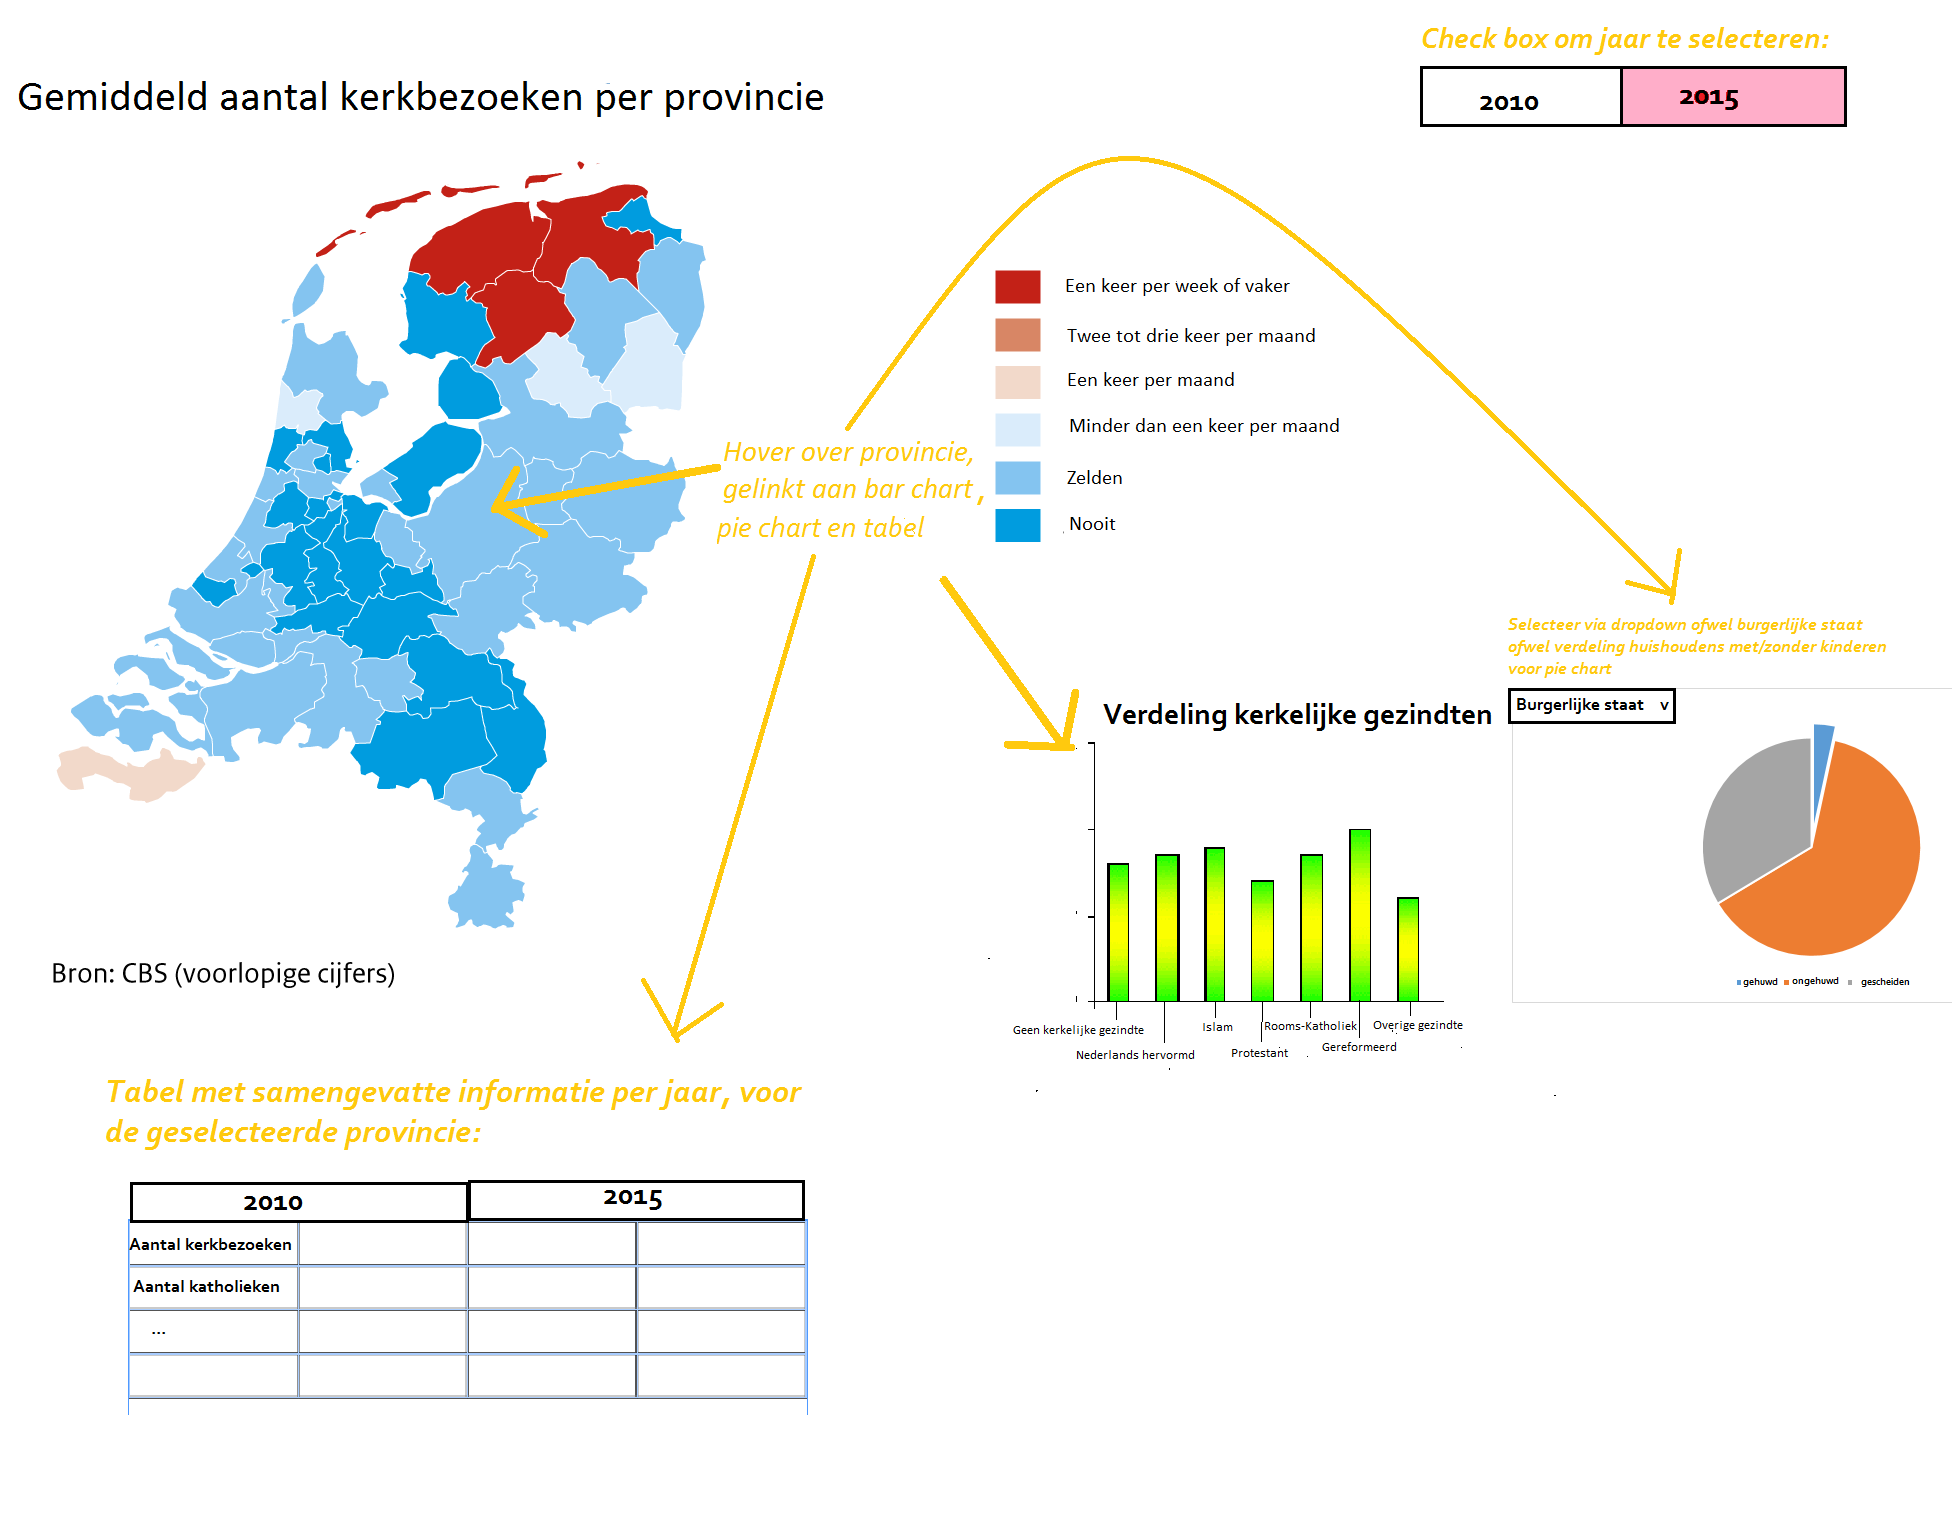 Check box om jaar te selecteren:
2010
2015
Gemiddeld aantal kerkbezoeken per provincie
Een keer per week of vaker
Twee tot drie keer per maand
Een keer per maand
Minder dan een keer per maand
Zelden
Nooit
Hover over provincie,
gelinkt aan bar chart,
pie chart en tabel
Selecteer via dropdown ofwel burgerlijke staat
ofwel verdeling huishoudens met/zonder kinderen
voor pie chart
Burgerlijke staat v
gehuwd ongehuwd gescheiden
Verdeling kerkelijke gezindten
Geen kerkelijke gezindte
Nederlands hervormd
Islam
Protestant
Rooms-Katholiek
Gereformeerd
Overige gezindte
Bron: CBS (voorlopige cijfers)
Tabel met samengevatte informatie per jaar, voor
de geselecteerde provincie:
2010
2015
Aantal kerkbezoeken
Aantal katholieken
...